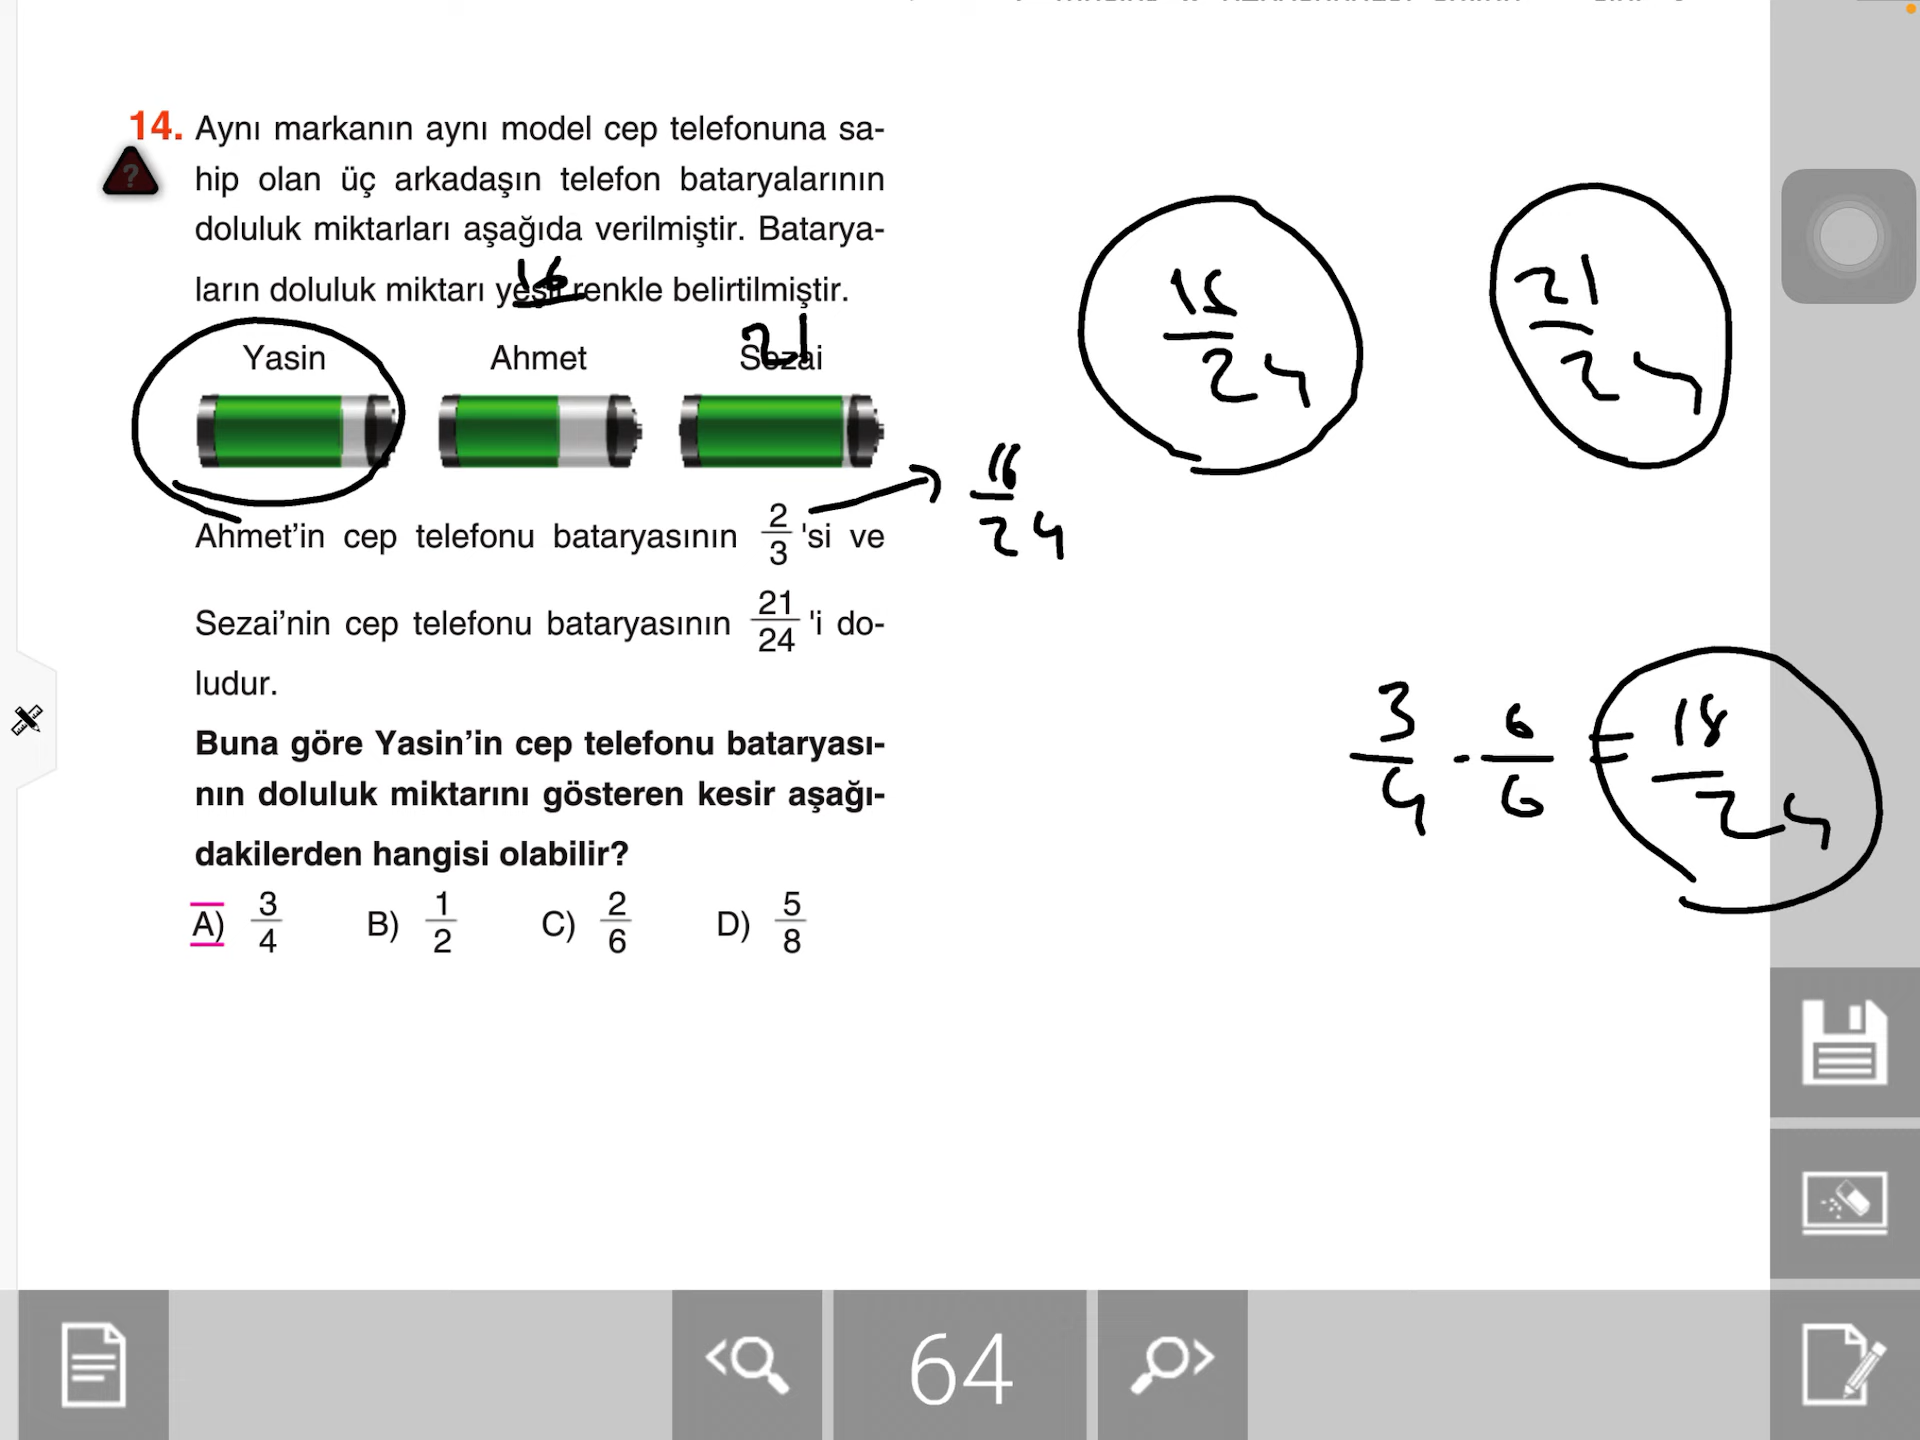 14. Aynı markanın aynı model cep telefonuna sa-
hip olan üç arkadaşın telefon bataryalarının
doluluk miktarları aşağıda verilmiştir. Batarya-
16
ların doluluk miktarı yeşil renkle belirtilmiştir.
21
Yasin Ahmet Sezai
Ahmet'in cep telefonu bataryasının 2/3 'si ve
Sezai'nin cep telefonu bataryasının 21/24 'i do-
ludur.
Buna göre Yasin'in cep telefonu bataryası-
nın doluluk miktarını gösteren kesir aşağı-
dakilerden hangisi olabilir?
A) 3/4 B) 1/2 C) 2/6 D) 5/8
21/24
16/24
3/4 · 6/6 = 18/24
64